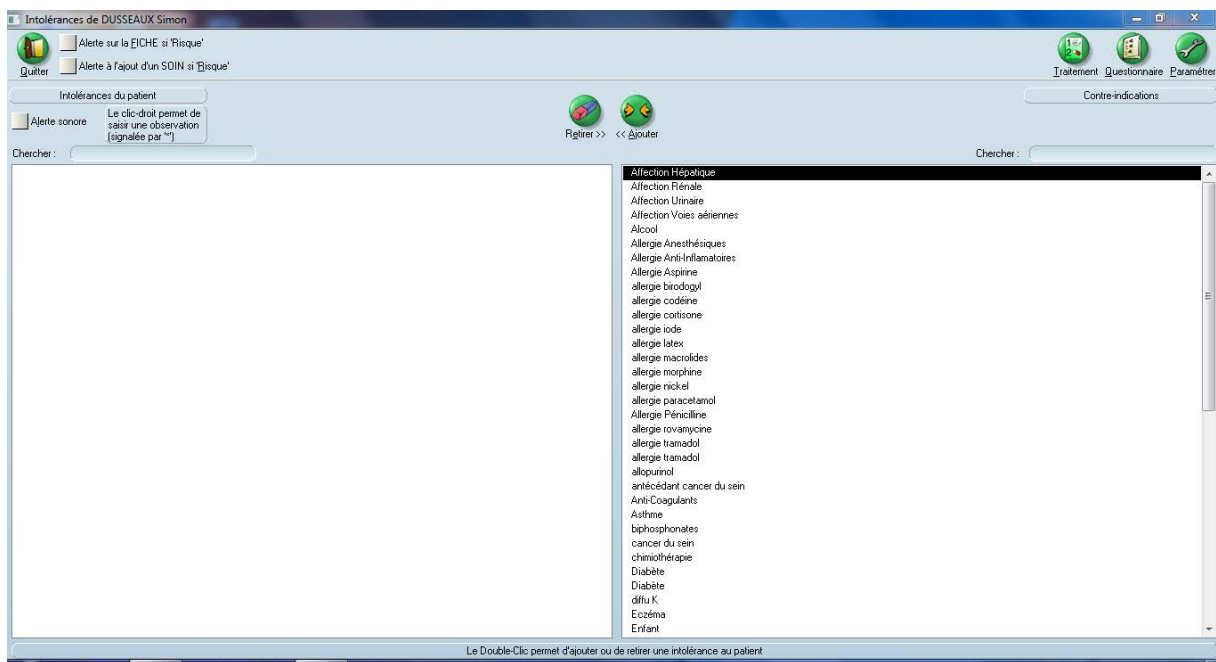 Intolérances de DUSSEAUX Simon
Alerte sur la FICHE si 'Risque'
Alerte à l'ajout d'un SOIN si 'Risque'
Quitter
Traitement
Questionnaire
Paramétrer
Intolérances du patient
Contre-indications
Alerte sonore
Le clic-droit permet de
saisir une observation
(signalée par '*')
Retirer >>
<< Ajouter
Chercher :
Chercher :
Affection Hépatique
Affection Rénale
Affection Urinaire
Affection Voies aériennes
Alcool
Allergie Anesthésiques
Allergie Anti-Inflamatoires
Allergie Aspirine
allergie birodogyl
allergie codéine
allergie cortisone
allergie iode
allergie latex
allergie macrolides
allergie morphine
allergie nickel
allergie paracetamol
Allergie Pénicilline
allergie rovamycine
allergie tramadol
allergie tramadol
allopurinol
antécédant cancer du sein
Anti-Coagulants
Asthme
biphosphonates
cancer du sein
chimiothérapie
Diabète
Diabète
diffu K
Eczéma
Enfant
Le Double-Clic permet d'ajouter ou de retirer une intolérance au patient